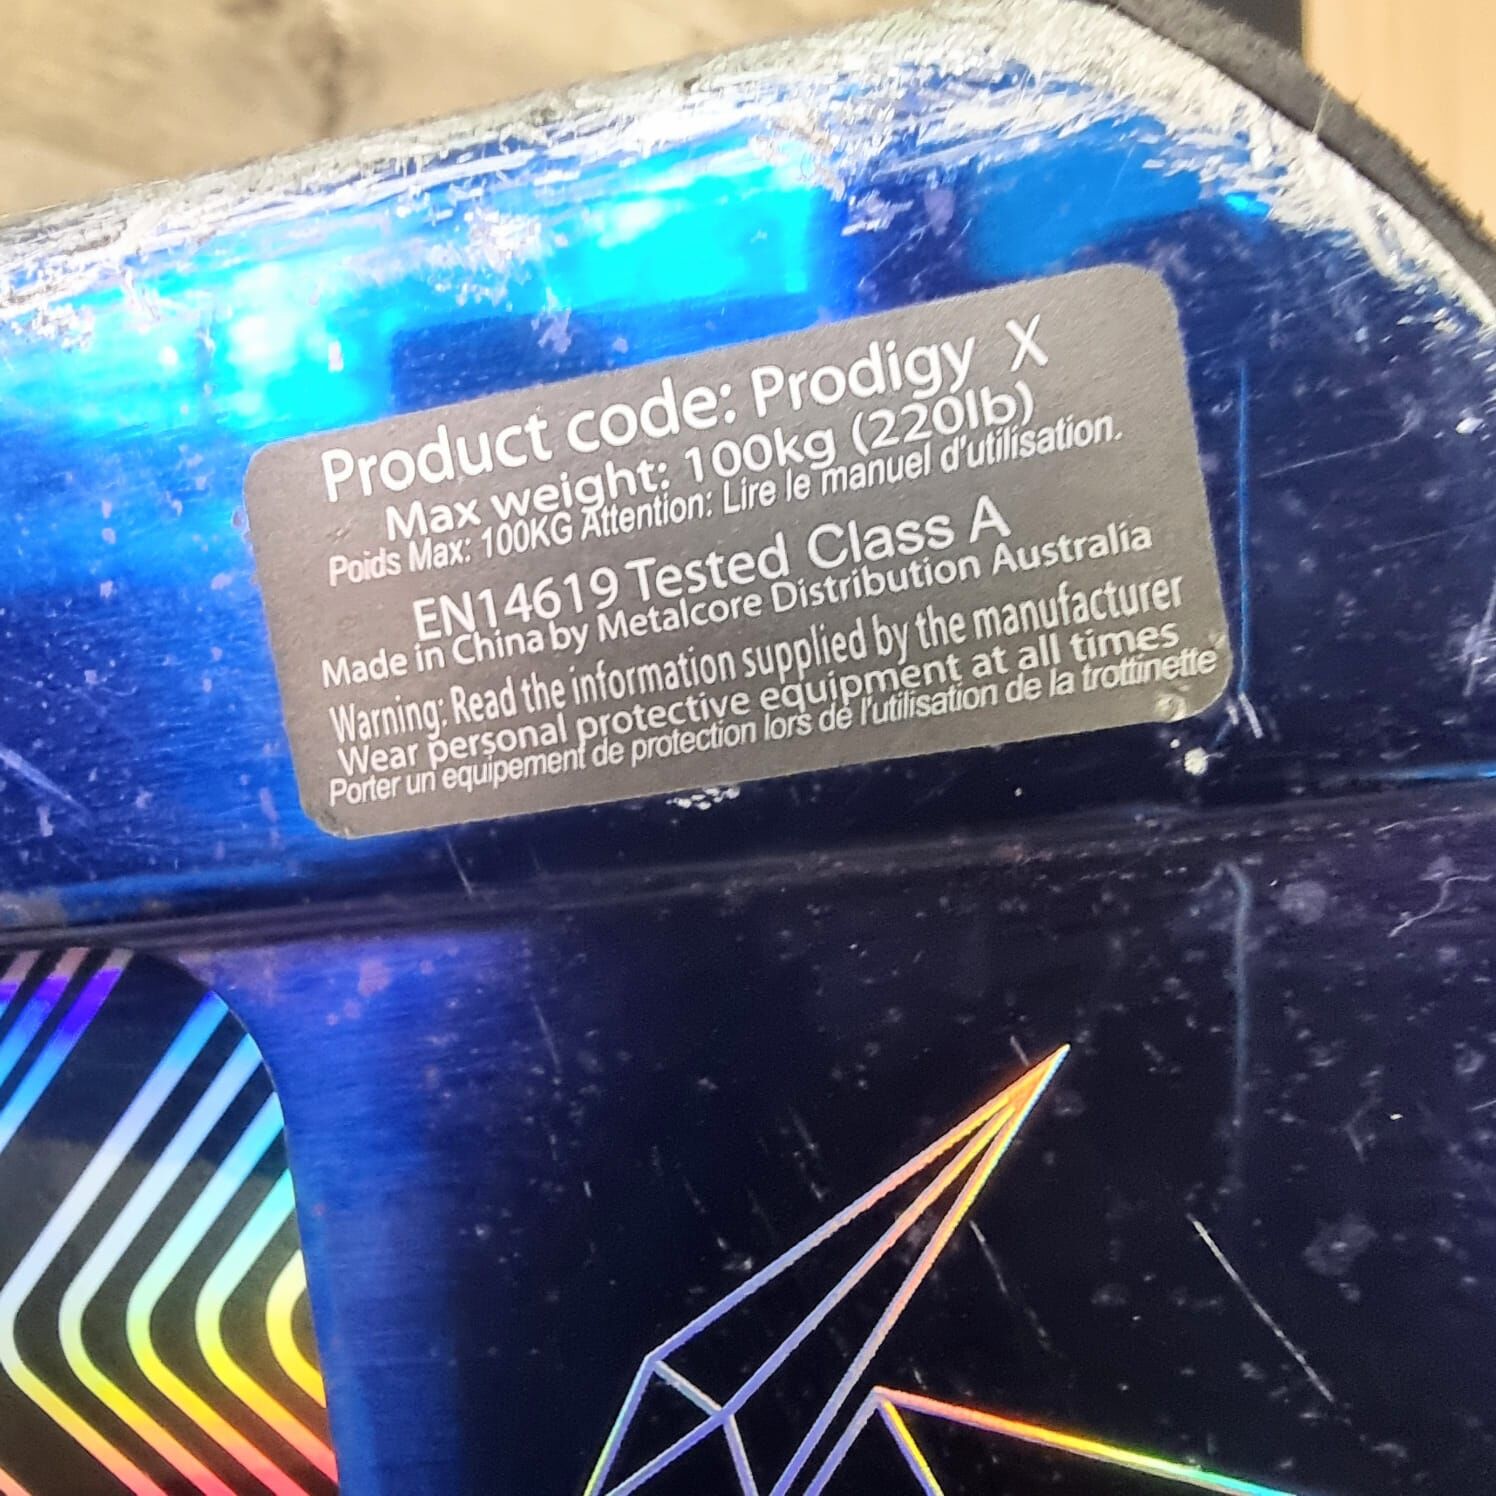 Product code: Prodigy X
Max weight: 100kg (220lb)
Poids Max: 100KG Attention: Lire le manuel d'utilisation.
EN14619 Tested Class A
Made in China by Metalcore Distribution Australia
Warning: Read the information supplied by the manufacturer
Wear personal protective equipment at all times
Porter un equipement de protection lors de l'utilisation de la trottinette